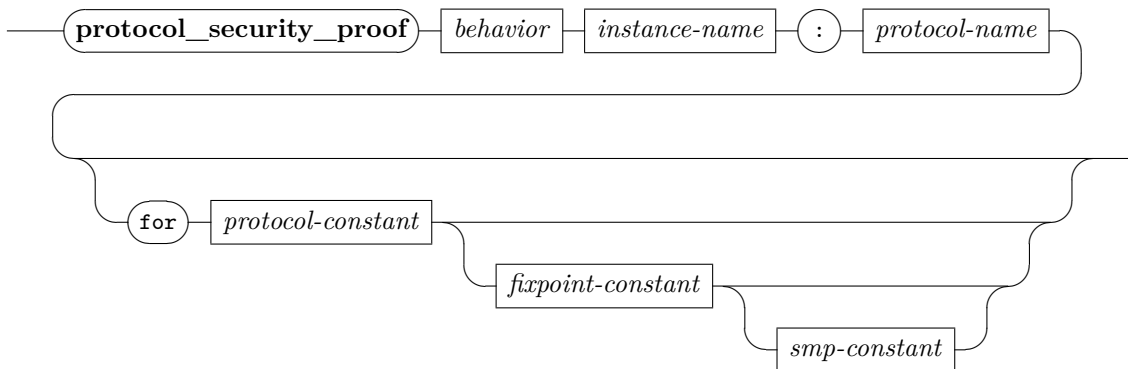 protocol_security_proof behavior instance-name : protocol-name
for protocol-constant
fixpoint-constant
smp-constant